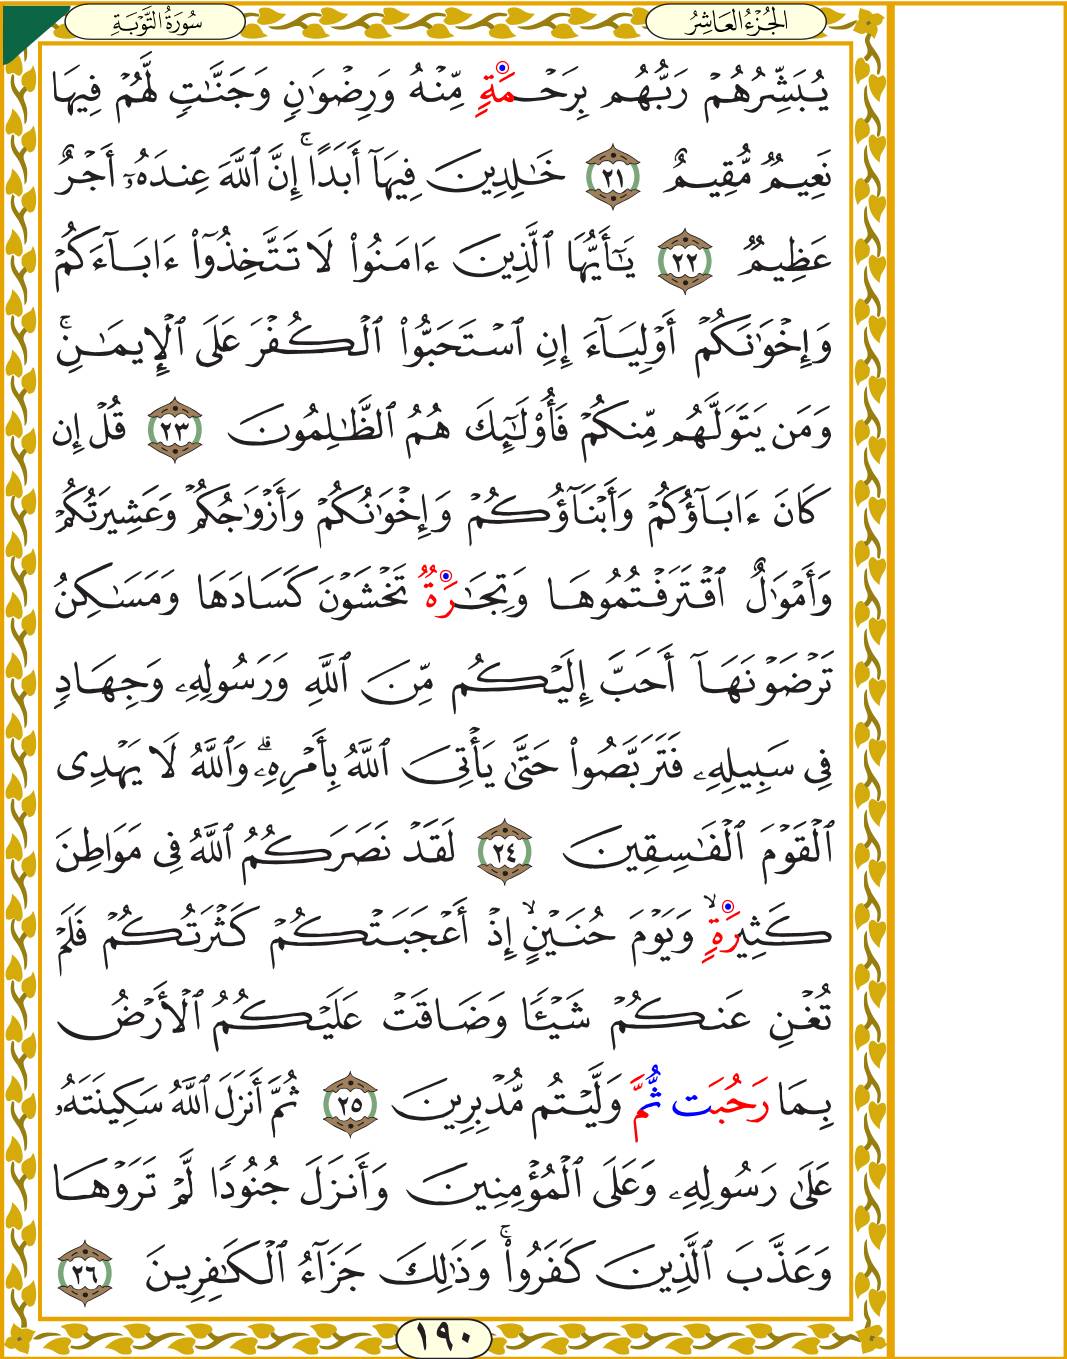 الجُزْءُ العَاشِرُ
سُورَةُ التَّوْبَةِ
يُبَشِّرُهُمْ رَبُّهُم بِرَحْمَةٍ مِّنْهُ وَرِضْوَٰنٍ وَجَنَّٰتٍ لَّهُمْ فِيهَا
نَعِيمٌ مُّقِيمٌ ٢١ خَٰلِدِينَ فِيهَآ أَبَدًاۚ إِنَّ ٱللَّهَ عِندَهُۥٓ أَجْرٌ
عَظِيمٌ ٢٢ يَٰٓأَيُّهَا ٱلَّذِينَ ءَامَنُوا۟ لَا تَتَّخِذُوٓا۟ ءَابَآءَكُمْ
وَإِخْوَٰنَكُمْ أَوْلِيَآءَ إِنِ ٱسْتَحَبُّوا۟ ٱلْكُفْرَ عَلَى ٱلْإِيمَٰنِۚ
وَمَن يَتَوَلَّهُم مِّنكُمْ فَأُو۟لَٰٓئِكَ هُمُ ٱلظَّٰلِمُونَ ٢٣ قُلْ إِن
كَانَ ءَابَآؤُكُمْ وَأَبْنَآؤُكُمْ وَإِخْوَٰنُكُمْ وَأَزْوَٰجُكُمْ وَعَشِيرَتُكُمْ
وَأَمْوَٰلٌ ٱقْتَرَفْتُمُوهَا وَتِجَٰرَةٌ تَخْشَوْنَ كَسَادَهَا وَمَسَٰكِنُ
تَرْضَوْنَهَآ أَحَبَّ إِلَيْكُم مِّنَ ٱللَّهِ وَرَسُولِهِۦ وَجِهَادٍ
فِى سَبِيلِهِۦ فَتَرَبَّصُوا۟ حَتَّىٰ يَأْتِىَ ٱللَّهُ بِأَمْرِهِۦۗ وَٱللَّهُ لَا يَهْدِى
ٱلْقَوْمَ ٱلْفَٰسِقِينَ ٢٤ لَقَدْ نَصَرَكُمُ ٱللَّهُ فِى مَوَاطِنَ
كَثِيرَةٍۙ وَيَوْمَ حُنَيْنٍۙ إِذْ أَعْجَبَتْكُمْ كَثْرَتُكُمْ فَلَمْ
تُغْنِ عَنكُمْ شَيْـًٔا وَضَاقَتْ عَلَيْكُمُ ٱلْأَرْضُ
بِمَا رَحُبَت ثُّمَّ وَلَّيْتُم مُّدْبِرِينَ ٢٥ ثُمَّ أَنزَلَ ٱللَّهُ سَكِينَتَهُۥ
عَلَىٰ رَسُولِهِۦ وَعَلَى ٱلْمُؤْمِنِينَ وَأَنزَلَ جُنُودًا لَّمْ تَرَوْهَا
وَعَذَّبَ ٱلَّذِينَ كَفَرُوا۟ۚ وَذَٰلِكَ جَزَآءُ ٱلْكَٰفِرِينَ ٢٦
١٩٠